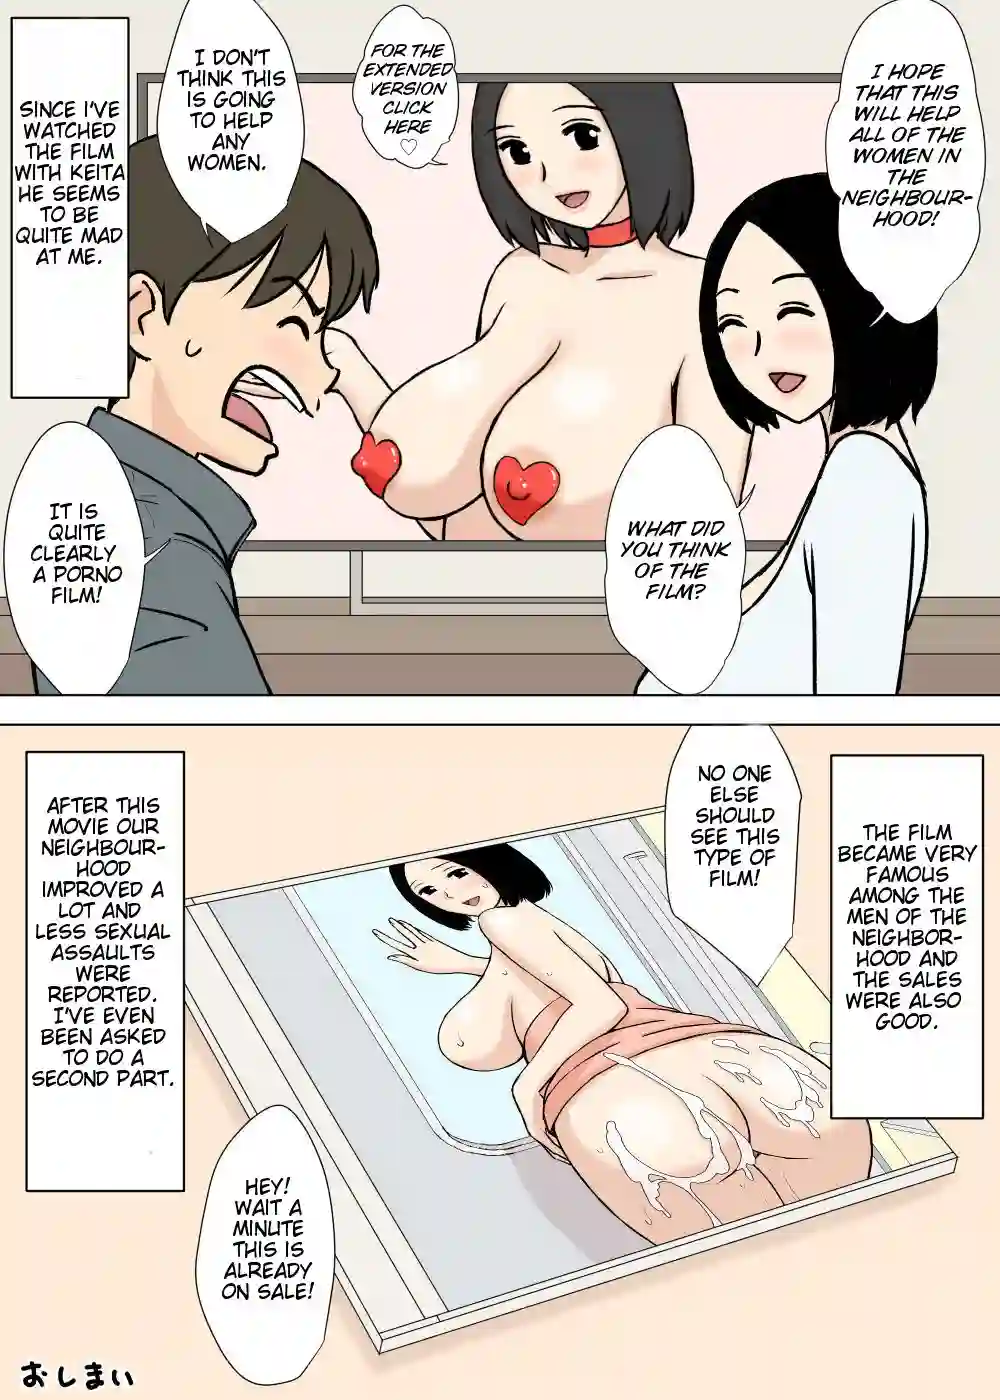 SINCE I'VE
WATCHED
THE FILM
WITH KEITA
HE SEEMS
TO BE
QUITE MAD
AT ME.
I DON'T
THINK THIS
IS GOING
TO HELP
ANY
WOMEN.
FOR THE
EXTENDED
VERSION
CLICK
HERE
♡
I HOPE
THAT THIS
WILL HELP
ALL OF THE
WOMEN IN
THE
NEIGHBOUR-
HOOD!
IT IS
QUITE
CLEARLY
A PORNO
FILM!
WHAT DID
YOU THINK
OF THE
FILM?
AFTER THIS
MOVIE OUR
NEIGHBOUR-
HOOD
IMPROVED A
LOT AND
LESS SEXUAL
ASSAULTS
WERE
REPORTED.
I'VE EVEN
BEEN ASKED
TO DO A
SECOND PART.
NO ONE
ELSE
SHOULD
SEE THIS
TYPE OF
FILM!
THE FILM
BECAME VERY
FAMOUS
AMONG THE
MEN OF THE
NEIGHBOR-
HOOD AND
THE SALES
WERE ALSO
GOOD.
HEY!
WAIT A
MINUTE
THIS IS
ALREADY
ON SALE!
おしまい